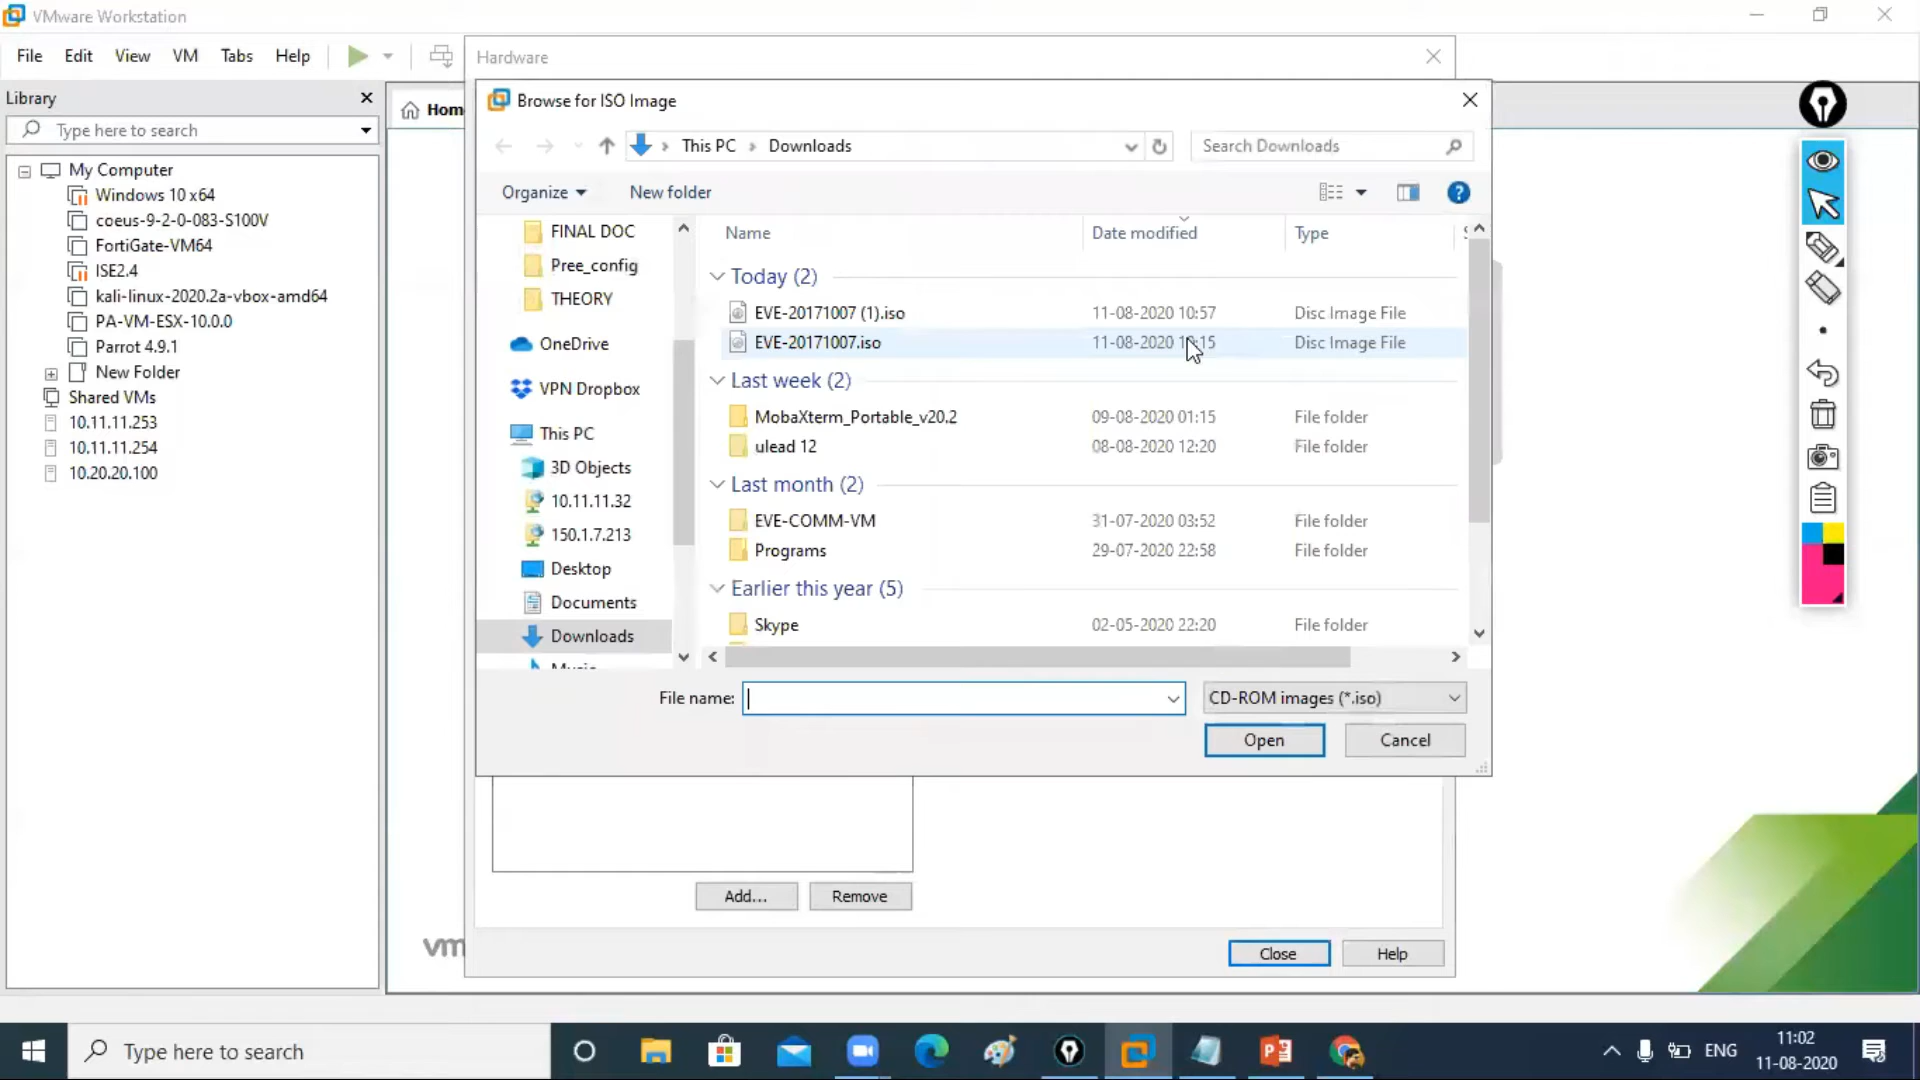 VMware Workstation
File Edit View VM Tabs Help
Hardware
Library
Type here to search
My Computer
Windows 10 x64
coeus-9-2-0-083-S100V
FortiGate-VM64
ISE2.4
kali-linux-2020.2a-vbox-amd64
PA-VM-ESX-10.0.0
Parrot 4.9.1
New Folder
Shared VMs
10.11.11.253
10.11.11.254
10.20.20.100
Browse for ISO Image
This PC Downloads
Search Downloads
Organize New folder
FINAL DOC
Pree_config
THEORY
OneDrive
VPN Dropbox
This PC
3D Objects
10.11.11.32
150.1.7.213
Desktop
Documents
Downloads
Name Date modified Type
Today (2)
EVE-20171007 (1).iso 11-08-2020 10:57 Disc Image File
EVE-20171007.iso 11-08-2020 10:15 Disc Image File
Last week (2)
MobaXterm_Portable_v20.2 09-08-2020 01:15 File folder
ulead 12 08-08-2020 12:20 File folder
Last month (2)
EVE-COMM-VM 31-07-2020 03:52 File folder
Programs 29-07-2020 22:58 File folder
Earlier this year (5)
Skype 02-05-2020 22:20 File folder
File name: CD-ROM images (*.iso)
Open Cancel
Add... Remove
Close Help
vm
Type here to search
ENG
11:02
11-08-2020